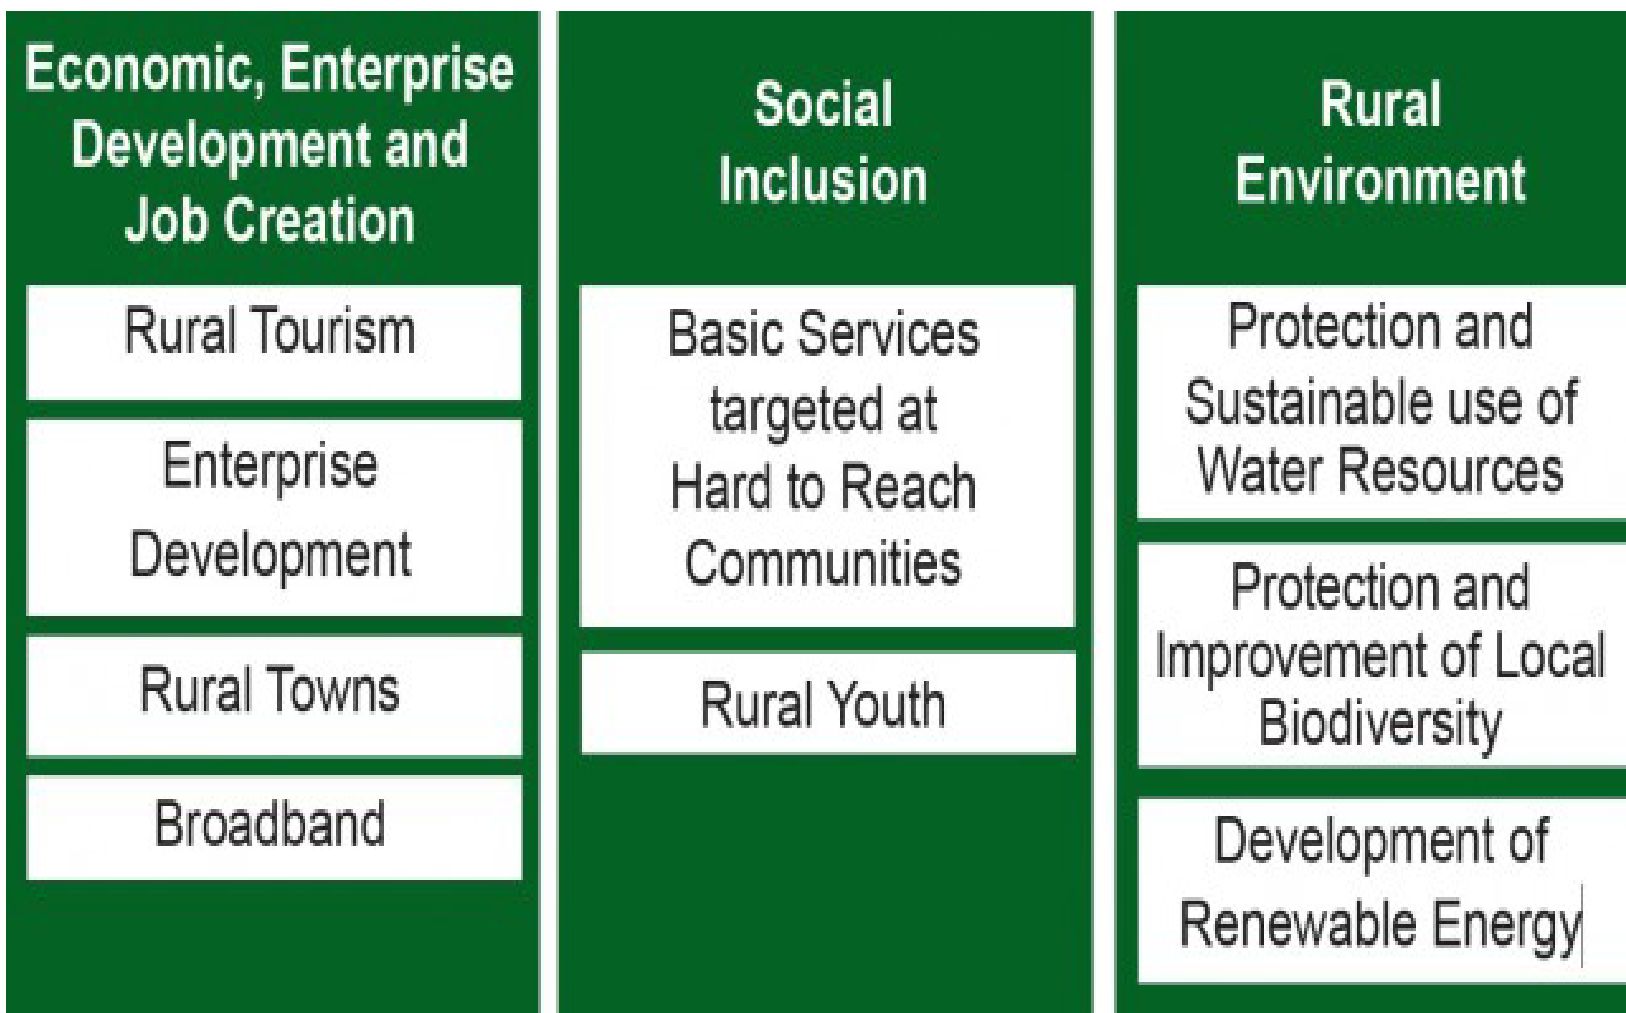 Economic, Enterprise
Development and
Job Creation
Rural Tourism
Enterprise
Development
Rural Towns
Broadband
Social
Inclusion
Basic Services
targeted at
Hard to Reach
Communities
Rural Youth
Rural
Environment
Protection and
Sustainable use of
Water Resources
Protection and
Improvement of Local
Biodiversity
Development of
Renewable Energy